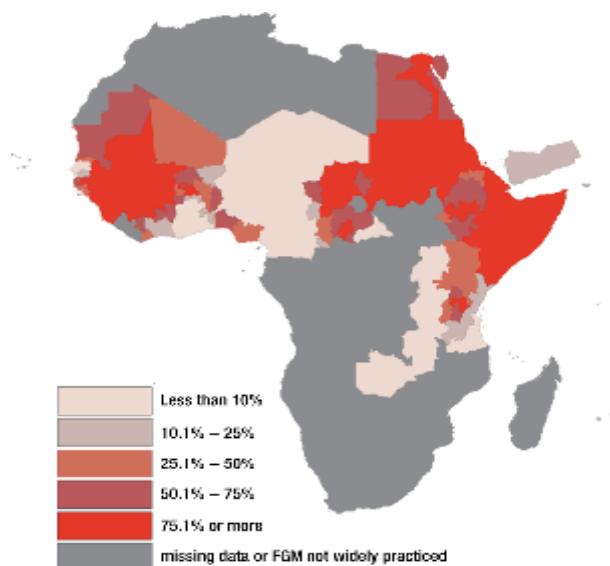 Less than 10%
10.1% – 25%
25.1% – 50%
50.1% – 75%
75.1% or more
missing data or FGM not widely practiced